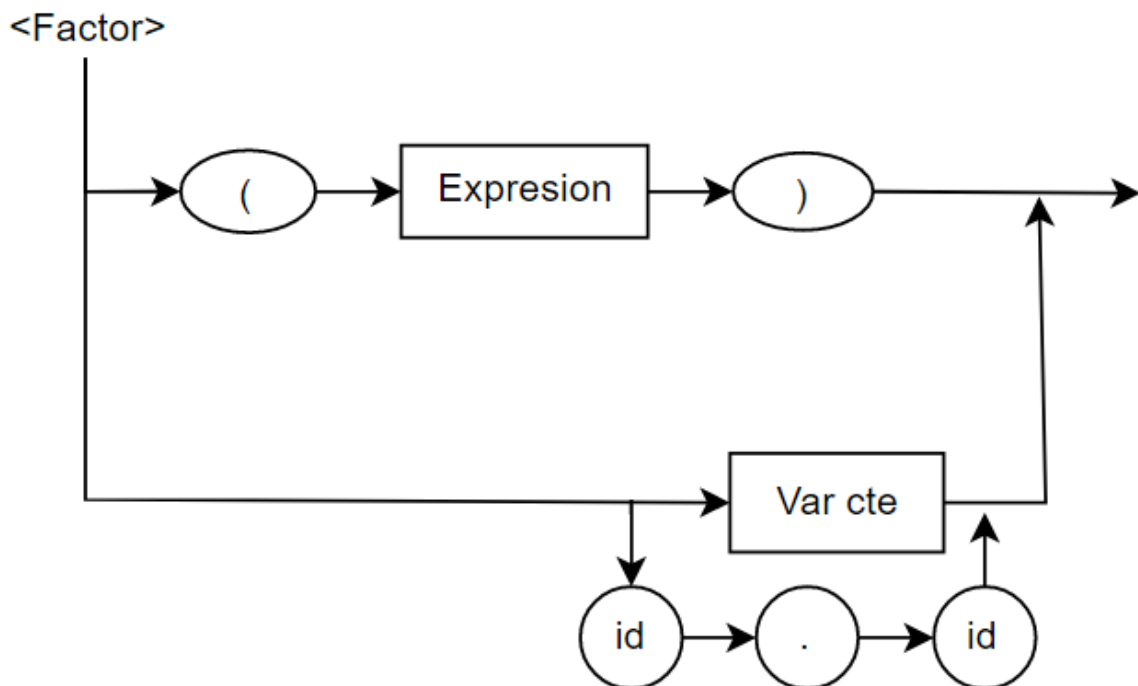 <Factor>
( Expresion )
Var cte
id . id